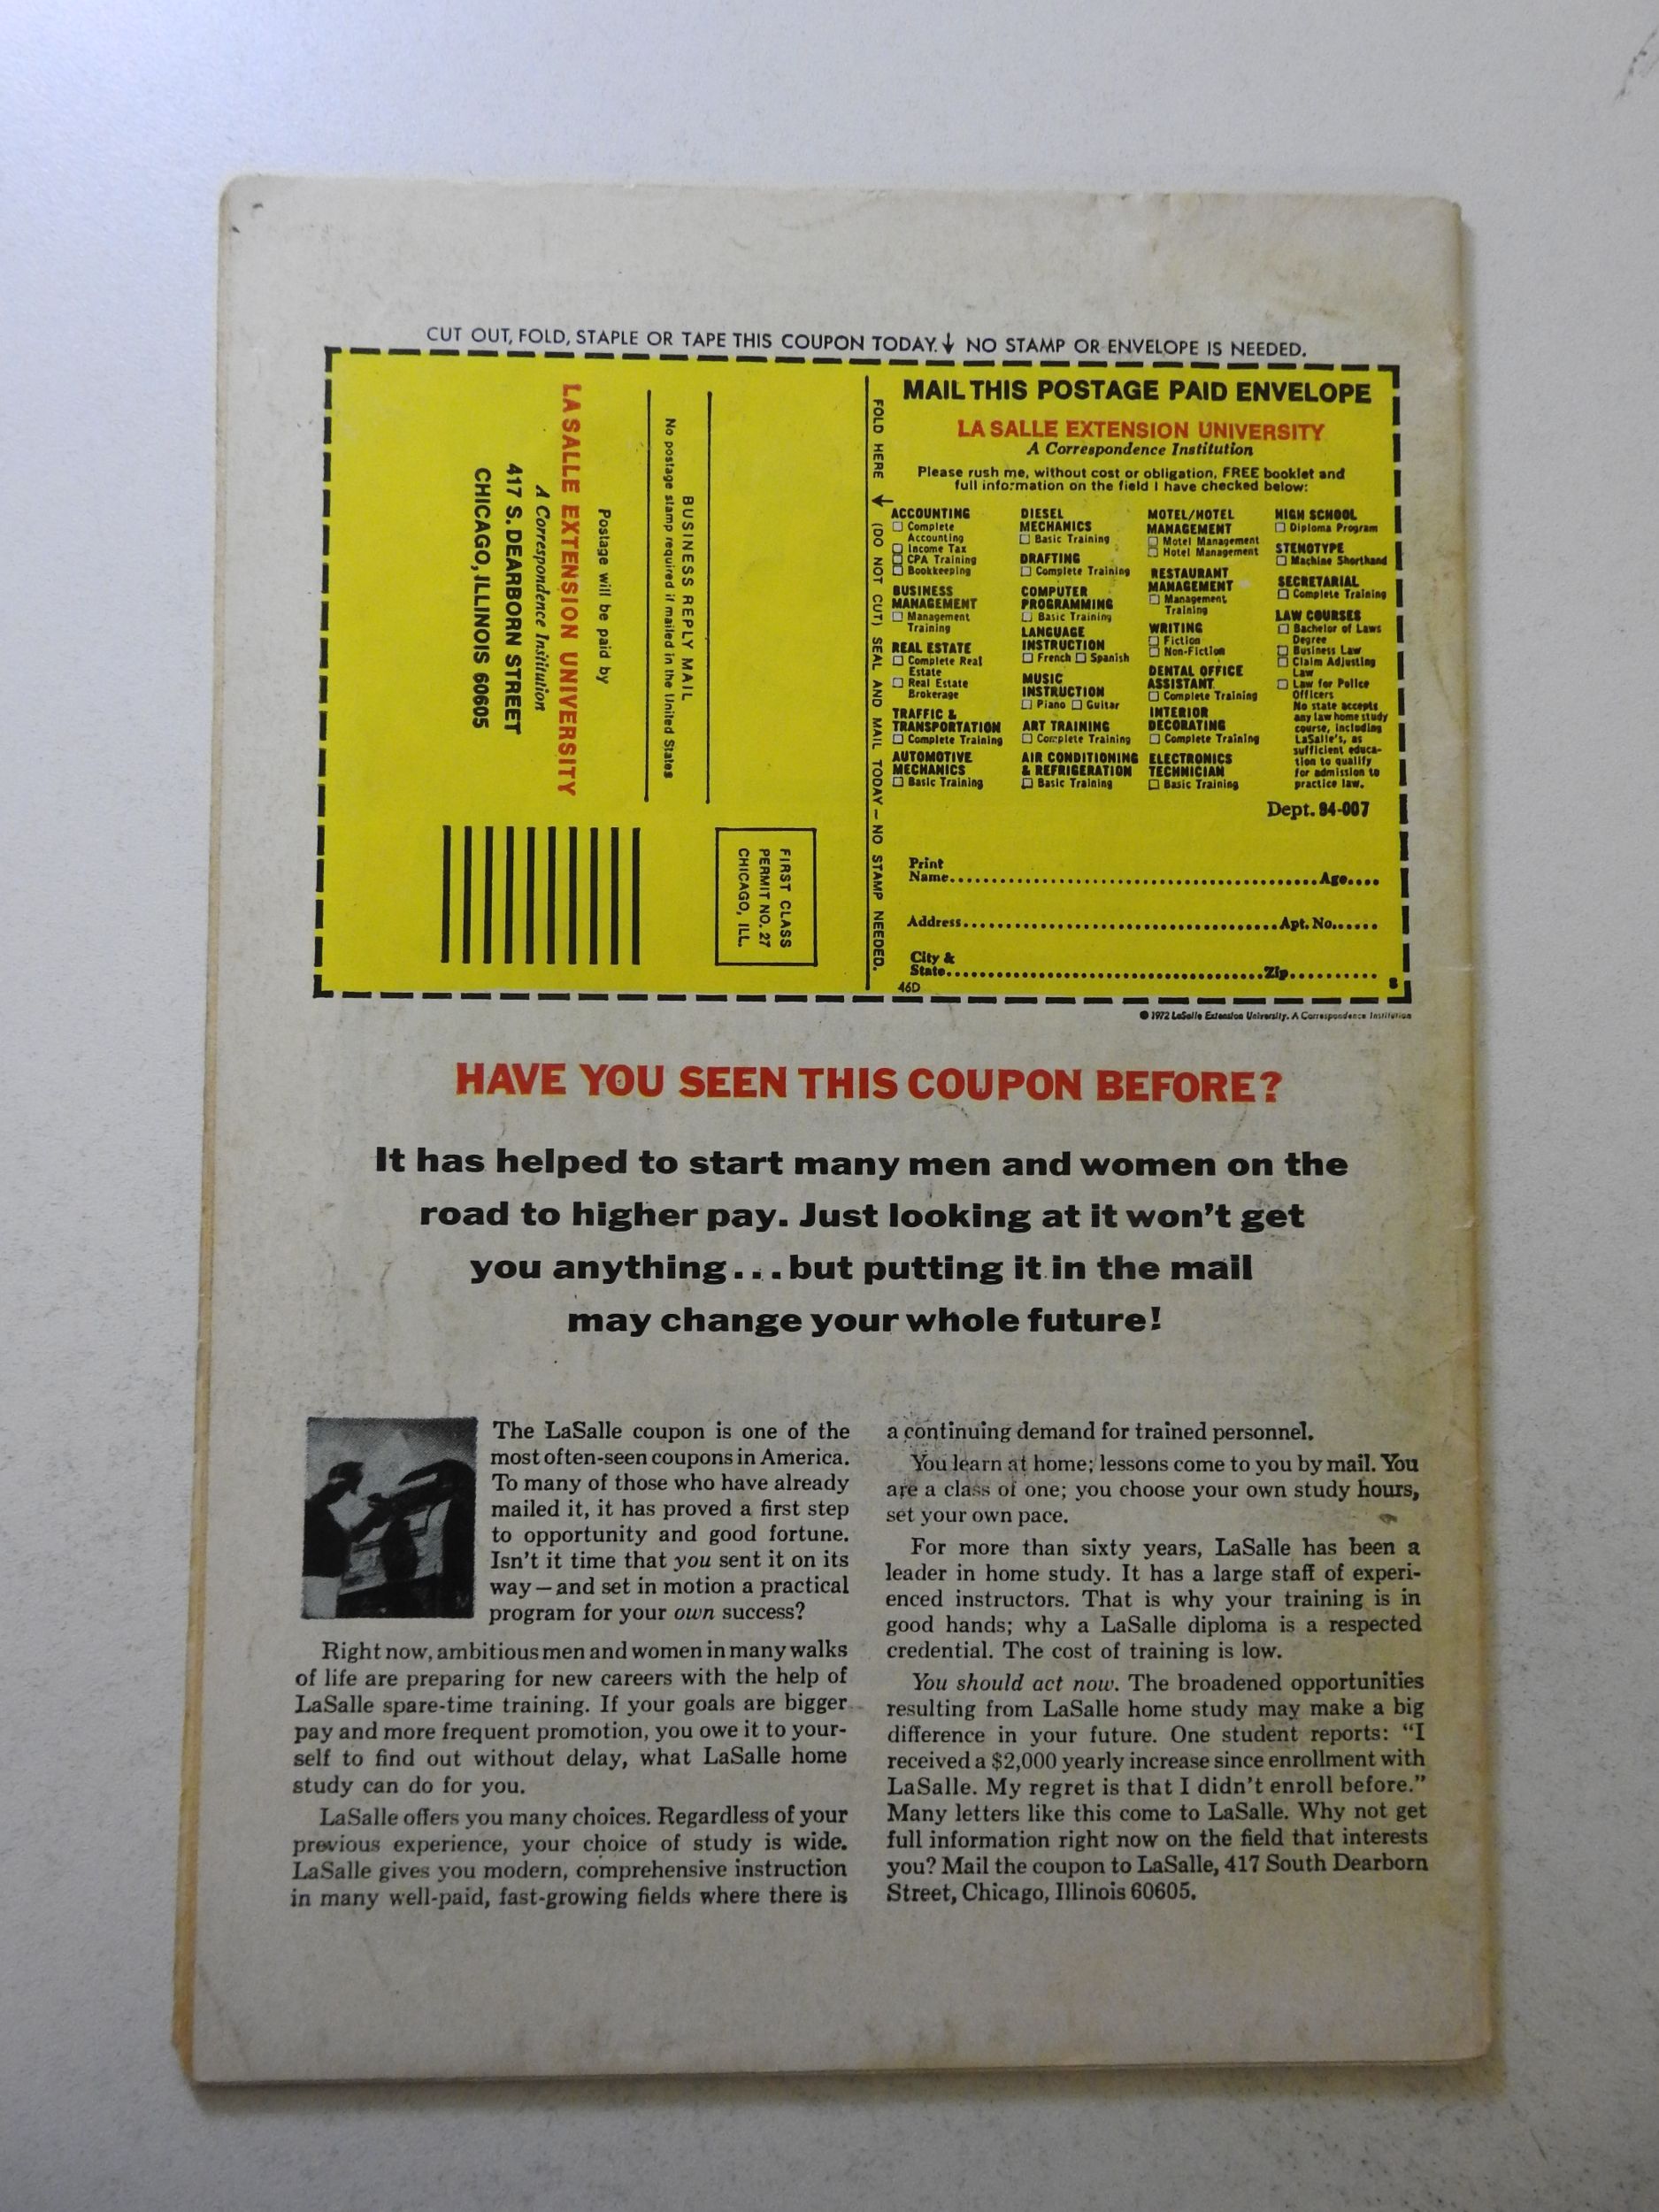 CUT OUT, FOLD, STAPLE OR TAPE THIS COUPON TODAY. ↓ NO STAMP OR ENVELOPE IS NEEDED.
LA SALLE EXTENSION UNIVERSITY
A Correspondence Institution
417 S. DEARBORN STREET
CHICAGO, ILLINOIS 60605
Postage will be paid by
BUSINESS REPLY MAIL
No postage stamp required if mailed in the United States
FIRST CLASS
PERMIT NO. 27
CHICAGO, ILL.
FOLD HERE ↓ (DO NOT CUT) SEAL AND MAIL TODAY — NO STAMP NEEDED.
MAIL THIS POSTAGE PAID ENVELOPE
LA SALLE EXTENSION UNIVERSITY
A Correspondence Institution
Please rush me, without cost or obligation, FREE booklet and
full information on the field I have checked below:
ACCOUNTING
☐ Complete
Accounting
☐ Income Tax
☐ CPA Training
☐ Bookkeeping
BUSINESS
MANAGEMENT
☐ Management
Training
REAL ESTATE
☐ Complete Real
Estate
☐ Real Estate
Brokerage
TRAFFIC &
TRANSPORTATION
☐ Complete Training
AUTOMOTIVE
MECHANICS
☐ Basic Training
DIESEL
MECHANICS
☐ Basic Training
DRAFTING
☐ Complete Training
COMPUTER
PROGRAMMING
☐ Basic Training
LANGUAGE
INSTRUCTION
☐ French ☐ Spanish
MUSIC
INSTRUCTION
☐ Piano ☐ Guitar
ART TRAINING
☐ Complete Training
AIR CONDITIONING
& REFRIGERATION
☐ Basic Training
MOTEL/HOTEL
MANAGEMENT
☐ Motel Management
☐ Hotel Management
RESTAURANT
MANAGEMENT
☐ Management
Training
WRITING
☐ Fiction
☐ Non-Fiction
DENTAL OFFICE
ASSISTANT
☐ Complete Training
INTERIOR
DECORATING
☐ Complete Training
ELECTRONICS
TECHNICIAN
☐ Basic Training
HIGH SCHOOL
☐ Diploma Program
STENOTYPE
☐ Machine Shorthand
SECRETARIAL
☐ Complete Training
LAW COURSES
☐ Bachelor of Laws
Degree
☐ Business Law
☐ Claim Adjusting
Law
☐ Law for Police
Officers
No state accepts
any law home study
course, including
LaSalle's, as
sufficient educa-
tion to qualify
for admission to
practice law.
Dept. 94-007
Print
Name..........Age....
Address..........Apt. No......
City &
State..........Zip..........
46D 8
© 1972 LaSalle Extension University. A Correspondence Institution
HAVE YOU SEEN THIS COUPON BEFORE?
It has helped to start many men and women on the
road to higher pay. Just looking at it won't get
you anything...but putting it in the mail
may change your whole future!
The LaSalle coupon is one of the
most often-seen coupons in America.
To many of those who have already
mailed it, it has proved a first step
to opportunity and good fortune.
Isn't it time that you sent it on its
way—and set in motion a practical
program for your own success?
Right now, ambitious men and women in many walks
of life are preparing for new careers with the help of
LaSalle spare-time training. If your goals are bigger
pay and more frequent promotion, you owe it to your-
self to find out without delay, what LaSalle home
study can do for you.
LaSalle offers you many choices. Regardless of your
previous experience, your choice of study is wide.
LaSalle gives you modern, comprehensive instruction
in many well-paid, fast-growing fields where there is
a continuing demand for trained personnel.
You learn at home; lessons come to you by mail. You
are a class of one; you choose your own study hours,
set your own pace.
For more than sixty years, LaSalle has been a
leader in home study. It has a large staff of experi-
enced instructors. That is why your training is in
good hands; why a LaSalle diploma is a respected
credential. The cost of training is low.
You should act now. The broadened opportunities
resulting from LaSalle home study may make a big
difference in your future. One student reports: "I
received a $2,000 yearly increase since enrollment with
LaSalle. My regret is that I didn't enroll before."
Many letters like this come to LaSalle. Why not get
full information right now on the field that interests
you? Mail the coupon to LaSalle, 417 South Dearborn
Street, Chicago, Illinois 60605.